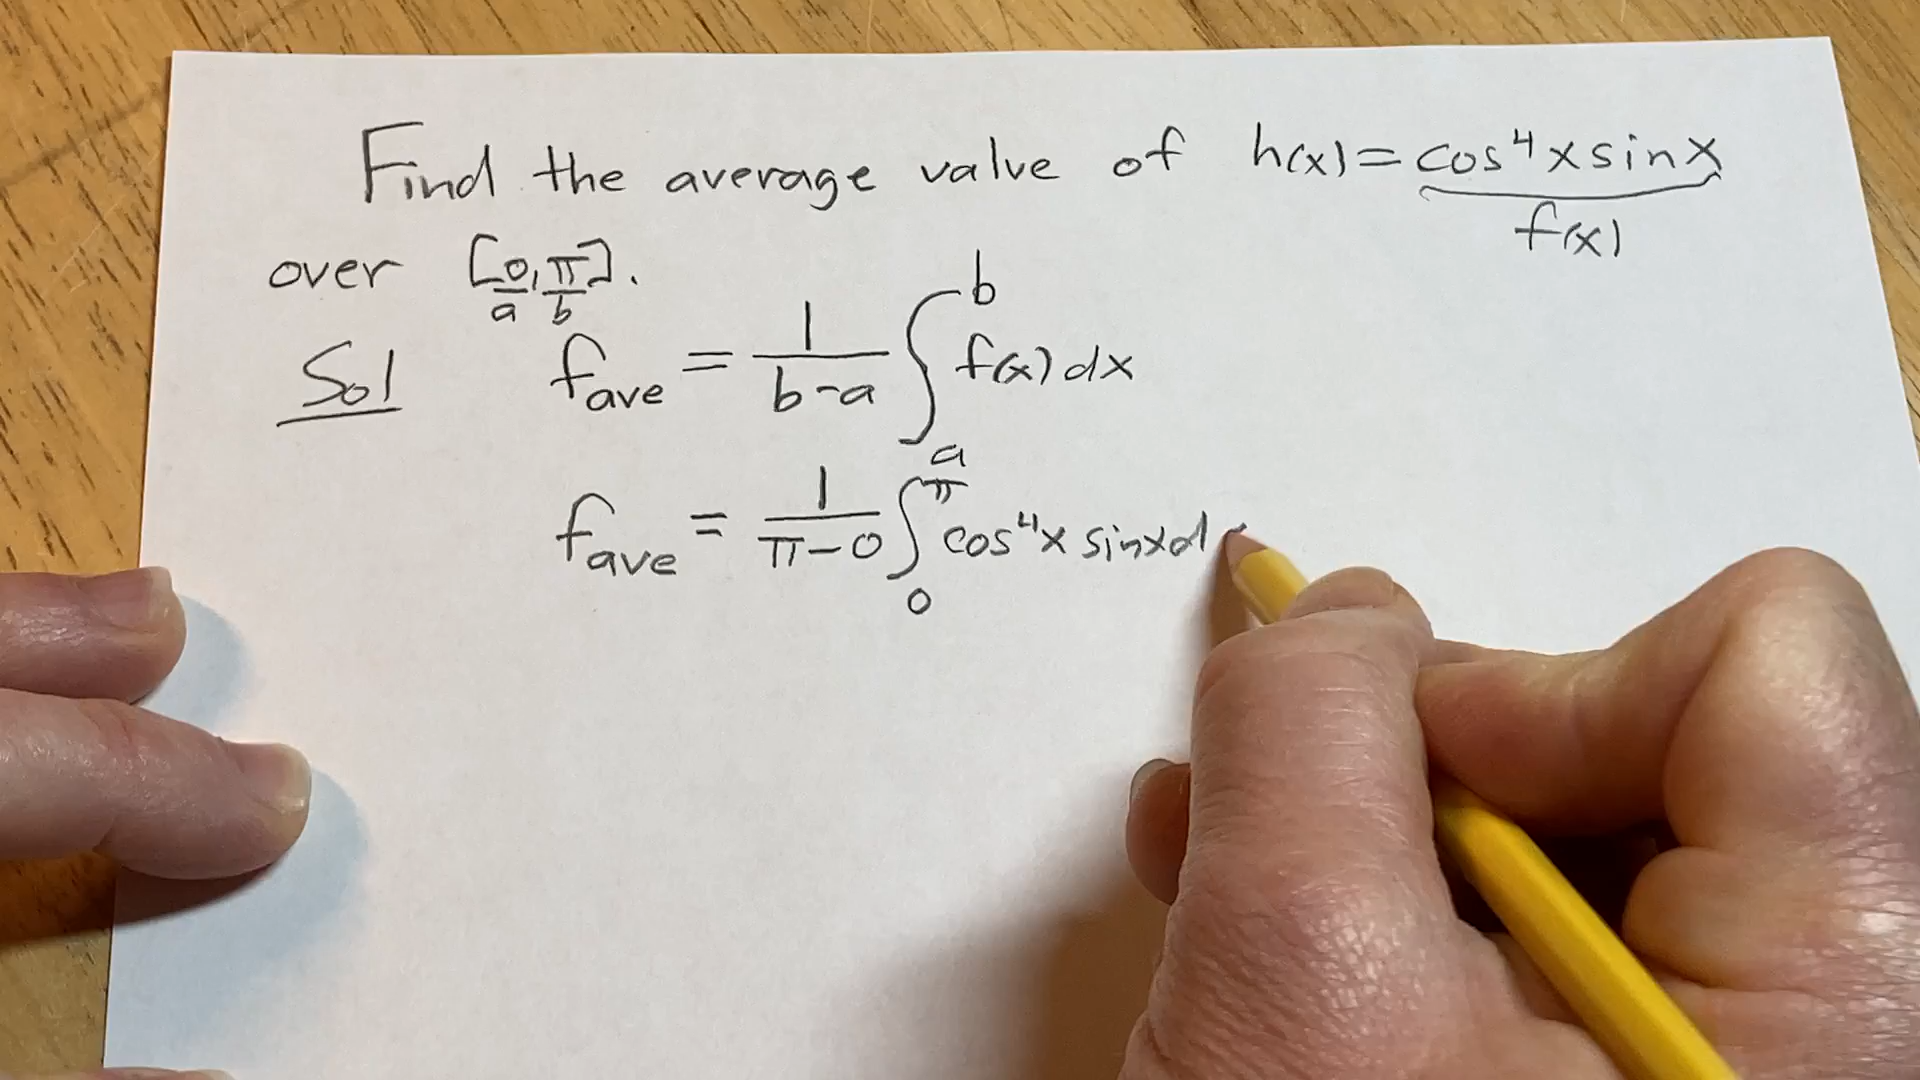 Find the average value of h(x) = cos⁴x sinx
f(x)
over [0, π].
a b
Sol f_ave = 1/(b-a) ∫_a^b f(x) dx
f_ave = 1/(π-0) ∫_0^π cos⁴x sinx d